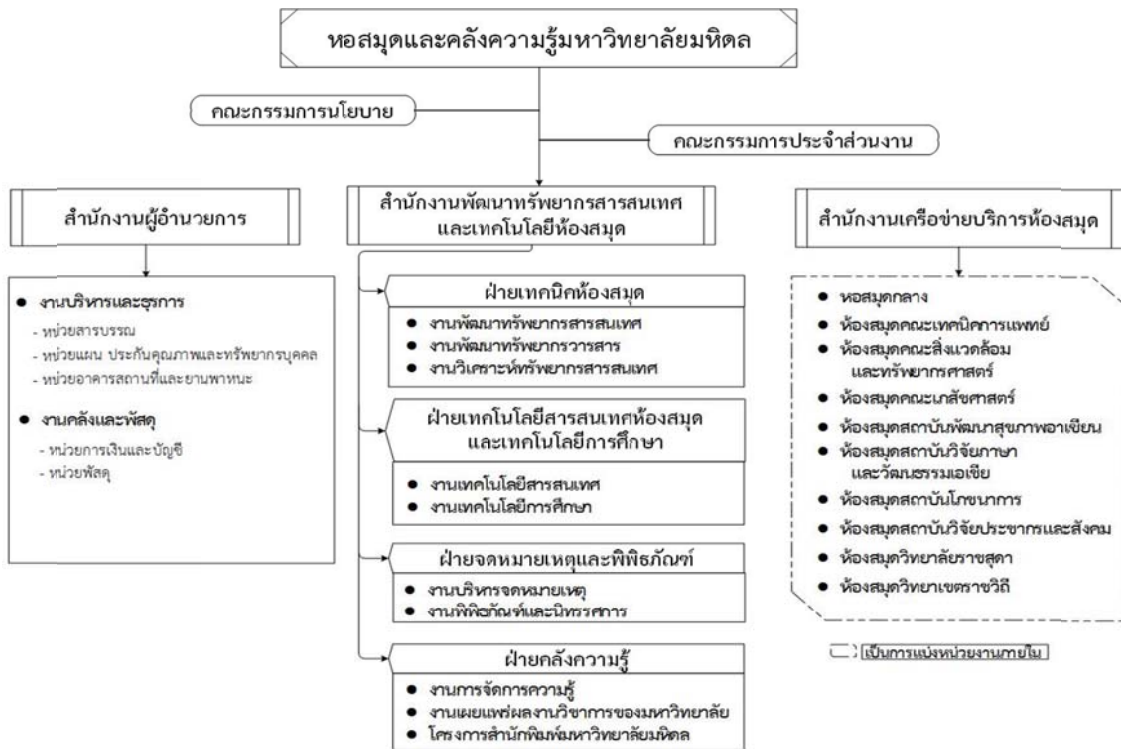 หอสมุดและคลังความรู้มหาวิทยาลัยมหิดล
คณะกรรมการนโยบาย
คณะกรรมการประจำส่วนงาน
สำนักงานผู้อำนวยการ
● งานบริหารและธุรการ
- หน่วยสารบรรณ
- หน่วยแผน ประกันคุณภาพและทรัพยากรบุคคล
- หน่วยอาคารสถานที่และยานพาหนะ
● งานคลังและพัสดุ
- หน่วยการเงินและบัญชี
- หน่วยพัสดุ
สำนักงานพัฒนาทรัพยากรสารสนเทศ
และเทคโนโลยีห้องสมุด
ฝ่ายเทคนิคห้องสมุด
● งานพัฒนาทรัพยากรสารสนเทศ
● งานพัฒนาทรัพยากรวารสาร
● งานวิเคราะห์ทรัพยากรสารสนเทศ
ฝ่ายเทคโนโลยีสารสนเทศห้องสมุด
และเทคโนโลยีการศึกษา
● งานเทคโนโลยีสารสนเทศ
● งานเทคโนโลยีการศึกษา
ฝ่ายจดหมายเหตุและพิพิธภัณฑ์
● งานบริหารจดหมายเหตุ
● งานพิพิธภัณฑ์และนิทรรศการ
ฝ่ายคลังความรู้
● งานการจัดการความรู้
● งานเผยแพร่ผลงานวิชาการของมหาวิทยาลัย
● โครงการสำนักพิมพ์มหาวิทยาลัยมหิดล
สำนักงานเครือข่ายบริการห้องสมุด
● หอสมุดกลาง
● ห้องสมุดคณะเทคนิคการแพทย์
● ห้องสมุดคณะสิ่งแวดล้อม
และทรัพยากรศาสตร์
● ห้องสมุดคณะเภสัชศาสตร์
● ห้องสมุดสถาบันพัฒนาสุขภาพอาเซียน
● ห้องสมุดสถาบันวิจัยภาษา
และวัฒนธรรมเอเชีย
● ห้องสมุดสถาบันโภชนาการ
● ห้องสมุดสถาบันวิจัยประชากรและสังคม
● ห้องสมุดวิทยาลัยราชสุดา
● ห้องสมุดวิทยาเขตราชวิถี
เป็นการแบ่งหน่วยงานภายใน